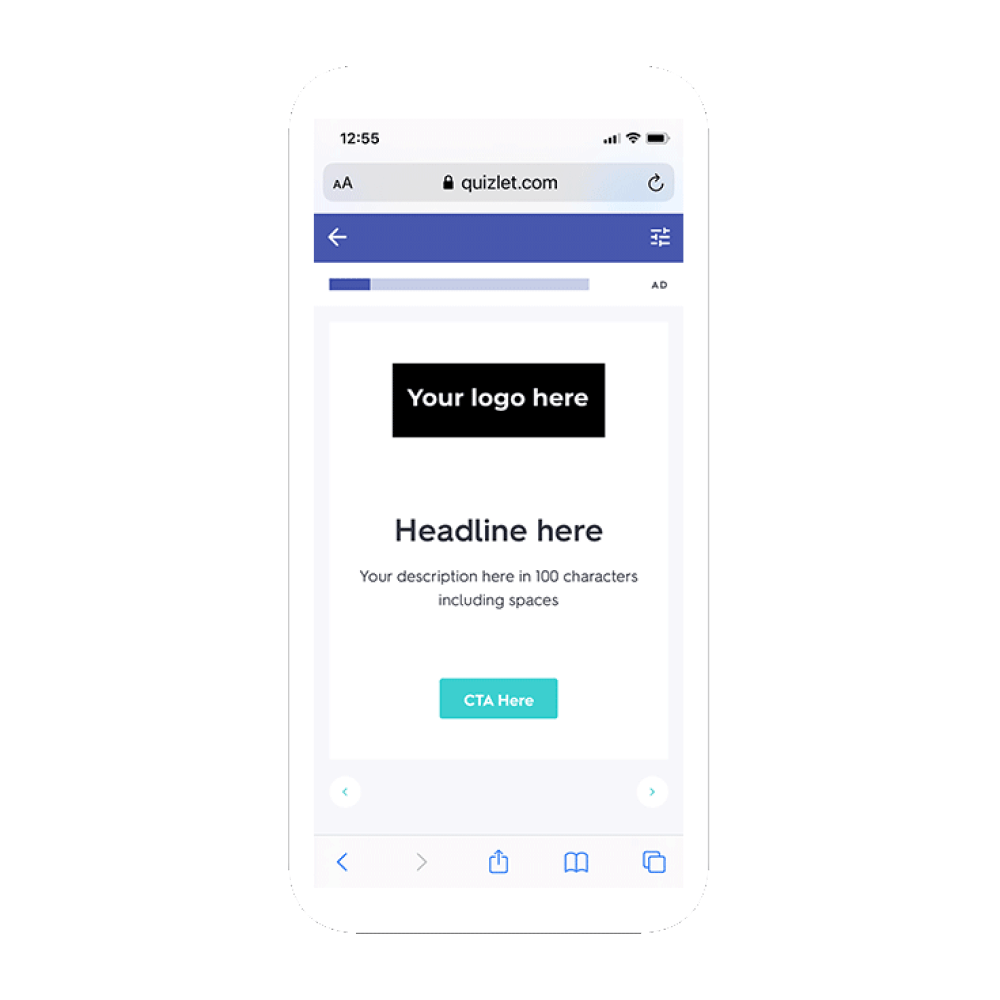 12:55
AA quizlet.com
AD
Your logo here
Headline here
Your description here in 100 characters
including spaces
CTA Here